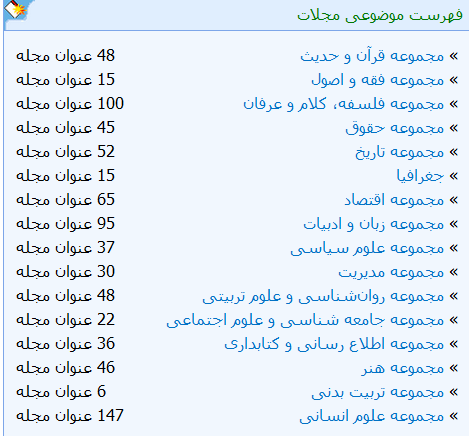 فهرست موضوعی مجلات
» مجموعه قرآن و حدیث 48 عنوان مجله
» مجموعه فقه و اصول 15 عنوان مجله
» مجموعه فلسفه، کلام و عرفان 100 عنوان مجله
» مجموعه حقوق 45 عنوان مجله
» مجموعه تاریخ 52 عنوان مجله
» جغرافیا 15 عنوان مجله
» مجموعه اقتصاد 65 عنوان مجله
» مجموعه زبان و ادبیات 95 عنوان مجله
» مجموعه علوم سیاسی 37 عنوان مجله
» مجموعه مدیریت 30 عنوان مجله
» مجموعه روان‌شناسی و علوم تربیتی 48 عنوان مجله
» مجموعه جامعه شناسی و علوم اجتماعی 22 عنوان مجله
» مجموعه اطلاع رسانی و کتابداری 36 عنوان مجله
» مجموعه هنر 46 عنوان مجله
» مجموعه تربیت بدنی 6 عنوان مجله
» مجموعه علوم انسانی 147 عنوان مجله